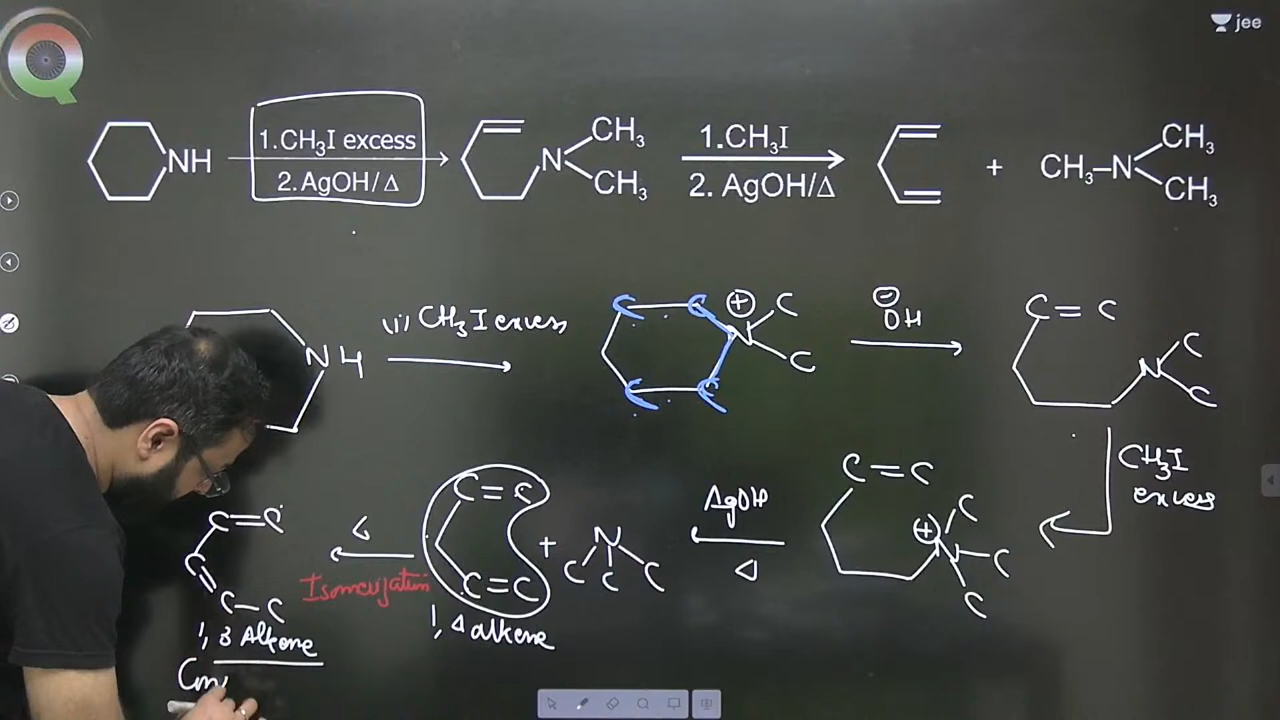 jee
NH
1.CH₃I excess
2.AgOH/Δ
N
CH₃
CH₃
1.CH₃I
2. AgOH/Δ
+
CH₃–N
CH₃
CH₃
NH
(i) CH₃I excess
C C C C
⊕
N
C
C
⊖
OH
C = C
N
C
C
CH₃I
excess
C = C
⊕
N
C
C
C
AgOH
Δ
C = C
C = C
+
N
C C C
1,4 alkene
Δ
Isomerization
C = C
C
C – C
1,3 Alkene